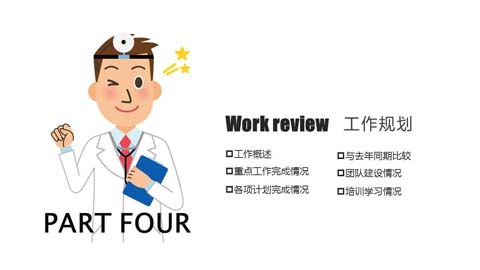 Work review 工作规划
工作概述
重点工作完成情况
各项计划完成情况
与去年同期比较
团队建设情况
培训学习情况
PART FOUR